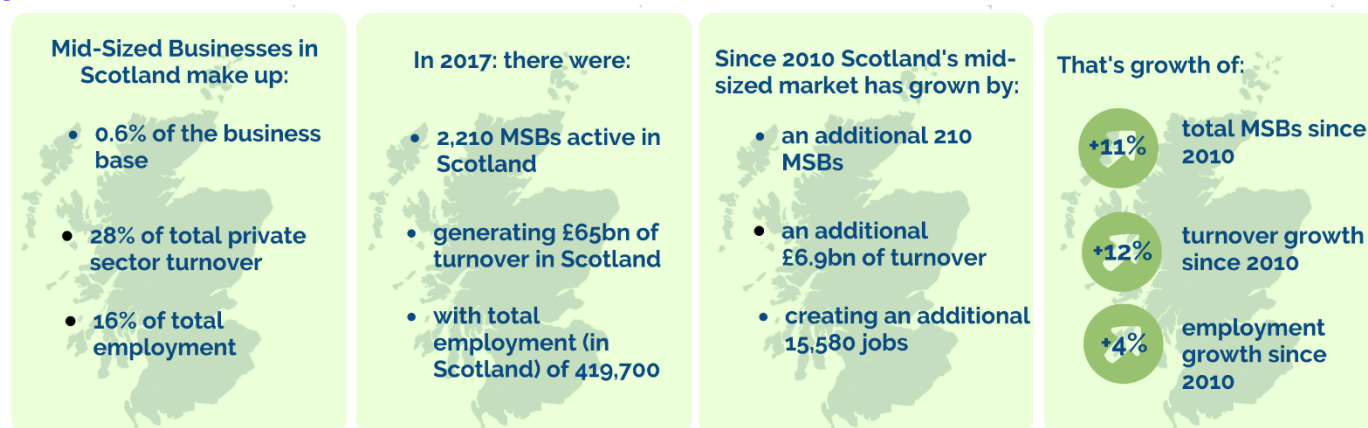 Mid-Sized Businesses in
Scotland make up:
• 0.6% of the business
base
• 28% of total private
sector turnover
• 16% of total
employment
In 2017: there were:
• 2,210 MSBs active in
Scotland
• generating £65bn of
turnover in Scotland
• with total
employment (in
Scotland) of 419,700
Since 2010 Scotland's mid-
sized market has grown by:
• an additional 210
MSBs
• an additional
£6.9bn of turnover
• creating an additional
15,580 jobs
That's growth of:
+11%
total MSBs since
2010
+12%
turnover growth
since 2010
+4%
employment
growth since
2010